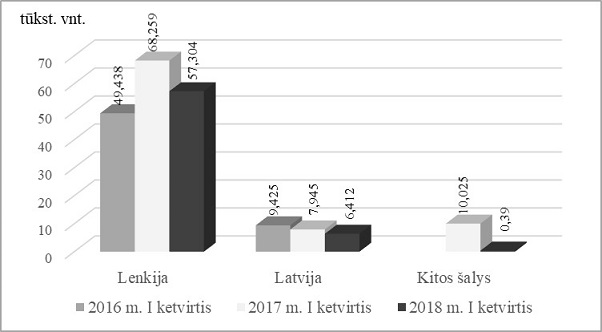 tūkst. vnt.
70
60
50
40
30
20
10
0
49,438
68,259
57,304
9,425
7,945
6,412
10,025
0,39
Lenkija
Latvija
Kitos šalys
2016 m. I ketvirtis
2017 m. I ketvirtis
2018 m. I ketvirtis